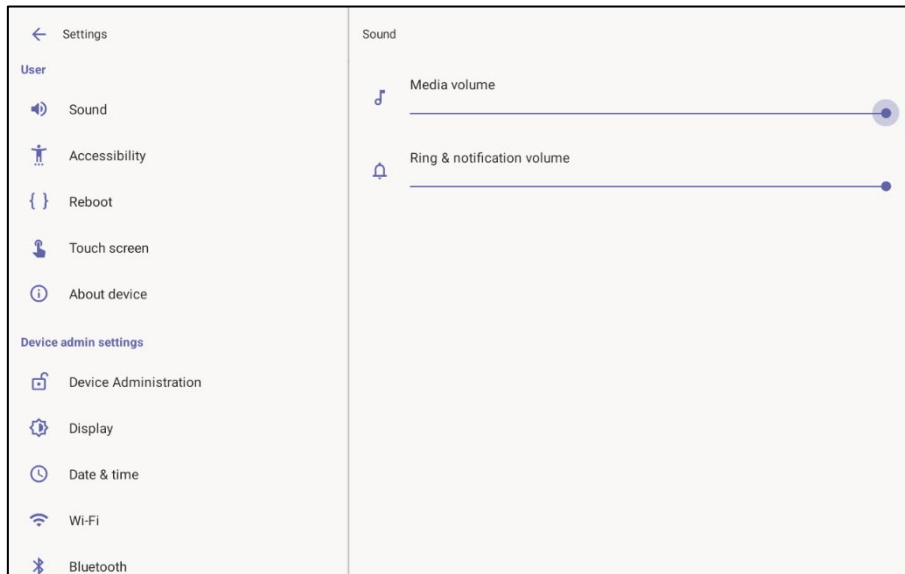 Settings
User
Sound
Accessibility
{ } Reboot
Touch screen
About device
Device admin settings
Device Administration
Display
Date & time
Wi-Fi
Bluetooth
Sound
Media volume
Ring & notification volume